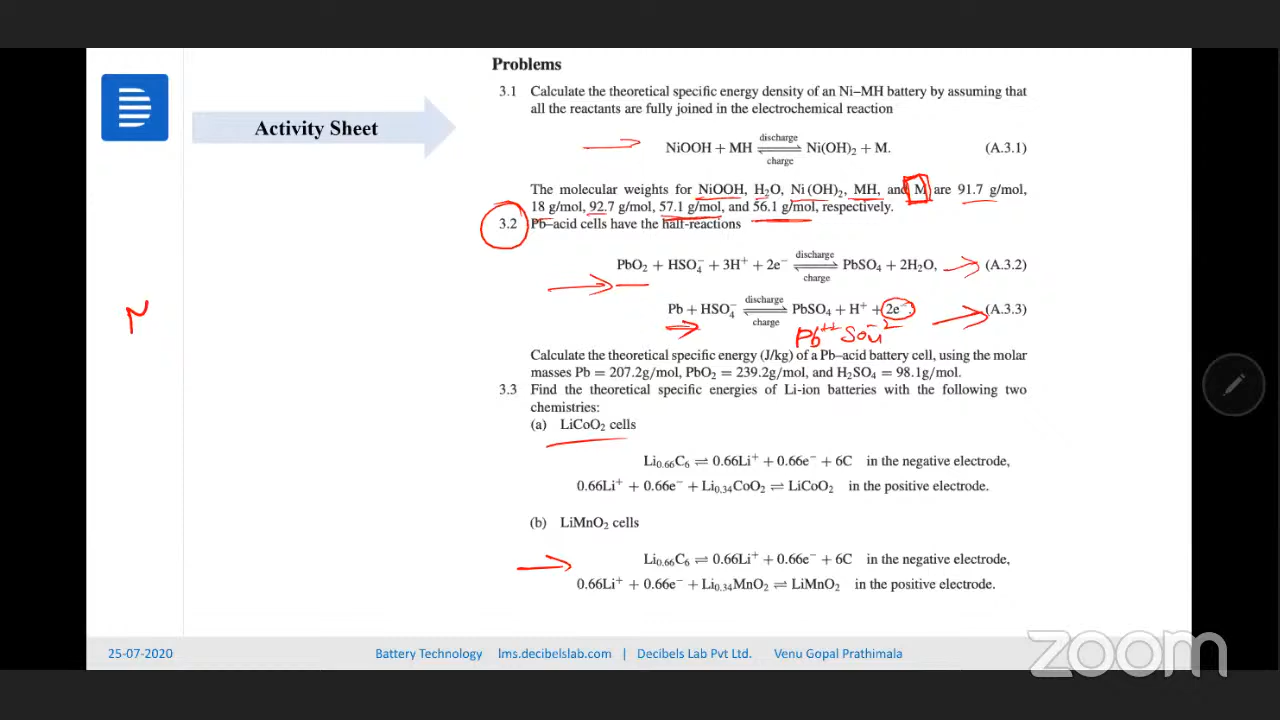 Problems
Activity Sheet
3.1 Calculate the theoretical specific energy density of an Ni–MH battery by assuming that
all the reactants are fully joined in the electrochemical reaction
NiOOH + MH discharge ⇌ charge Ni(OH)₂ + M. (A.3.1)
The molecular weights for NiOOH, H₂O, Ni (OH)₂, MH, and M are 91.7 g/mol,
18 g/mol, 92.7 g/mol, 57.1 g/mol, and 56.1 g/mol, respectively.
3.2 Pb–acid cells have the half-reactions
PbO₂ + HSO₄⁻ + 3H⁺ + 2e⁻ discharge ⇌ charge PbSO₄ + 2H₂O, (A.3.2)
Pb + HSO₄⁻ discharge ⇌ charge PbSO₄ + H⁺ + 2e⁻. (A.3.3)
Pb⁺⁺ SO₄⁻²
Calculate the theoretical specific energy (J/kg) of a Pb–acid battery cell, using the molar
masses Pb = 207.2g/mol, PbO₂ = 239.2g/mol, and H₂SO₄ = 98.1g/mol.
3.3 Find the theoretical specific energies of Li-ion batteries with the following two
chemistries:
(a) LiCoO₂ cells
Li₀.₆₆C₆ ⇌ 0.66Li⁺ + 0.66e⁻ + 6C in the negative electrode,
0.66Li⁺ + 0.66e⁻ + Li₀.₃₄CoO₂ ⇌ LiCoO₂ in the positive electrode.
(b) LiMnO₂ cells
Li₀.₆₆C₆ ⇌ 0.66Li⁺ + 0.66e⁻ + 6C in the negative electrode,
0.66Li⁺ + 0.66e⁻ + Li₀.₃₄MnO₂ ⇌ LiMnO₂ in the positive electrode.
25-07-2020 Battery Technology lms.decibelslab.com | Decibels Lab Pvt Ltd. Venu Gopal Prathimala
zoom